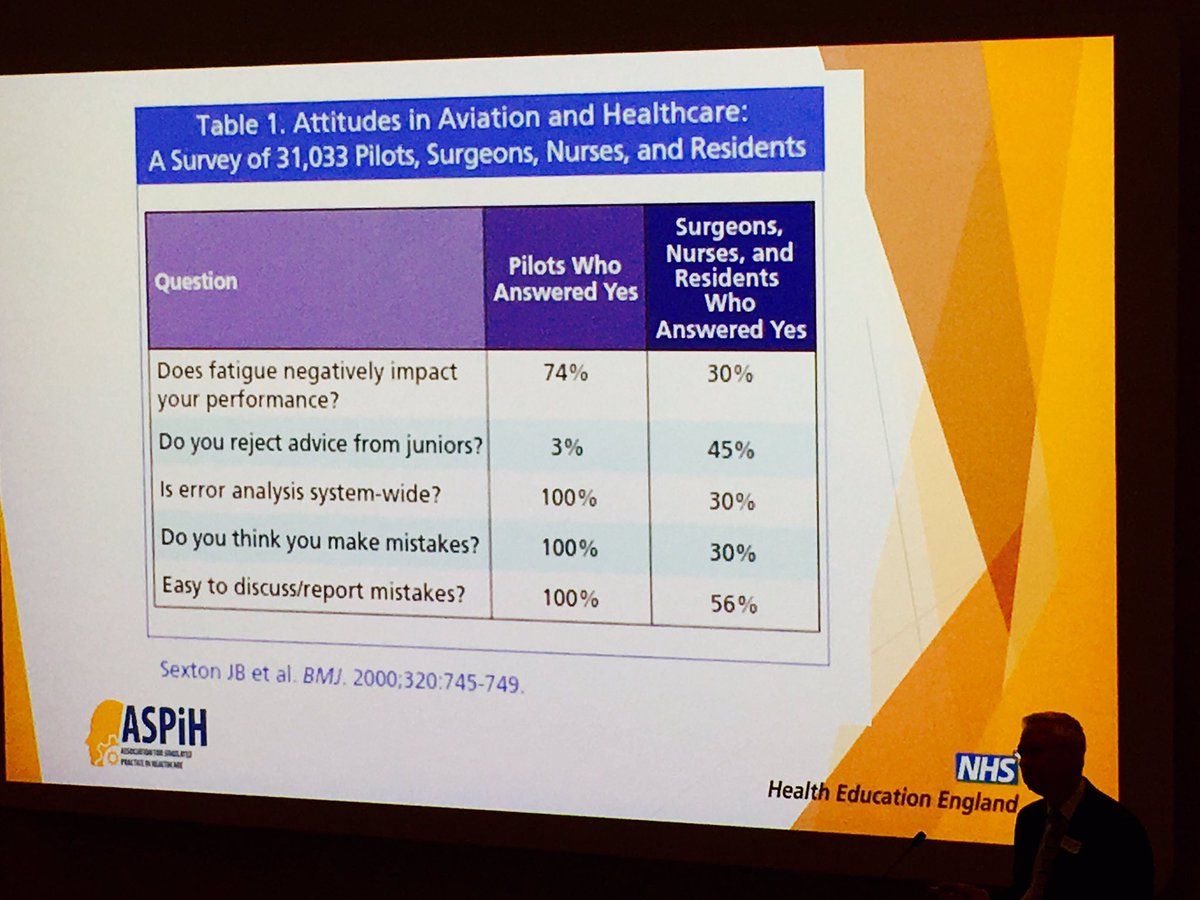 Table 1. Attitudes in Aviation and Healthcare:
A Survey of 31,033 Pilots, Surgeons, Nurses, and Residents
Question
Pilots Who
Answered Yes
Surgeons,
Nurses, and
Residents
Who
Answered Yes
Does fatigue negatively impact
your performance?
74%
30%
Do you reject advice from juniors?
3%
45%
Is error analysis system-wide?
100%
30%
Do you think you make mistakes?
100%
30%
Easy to discuss/report mistakes?
100%
56%
Sexton JB et al. BMJ. 2000;320:745-749.
ASPiH
ASSOCIATION FOR SIMULATED
PRACTICE IN HEALTHCARE
NHS
Health Education England